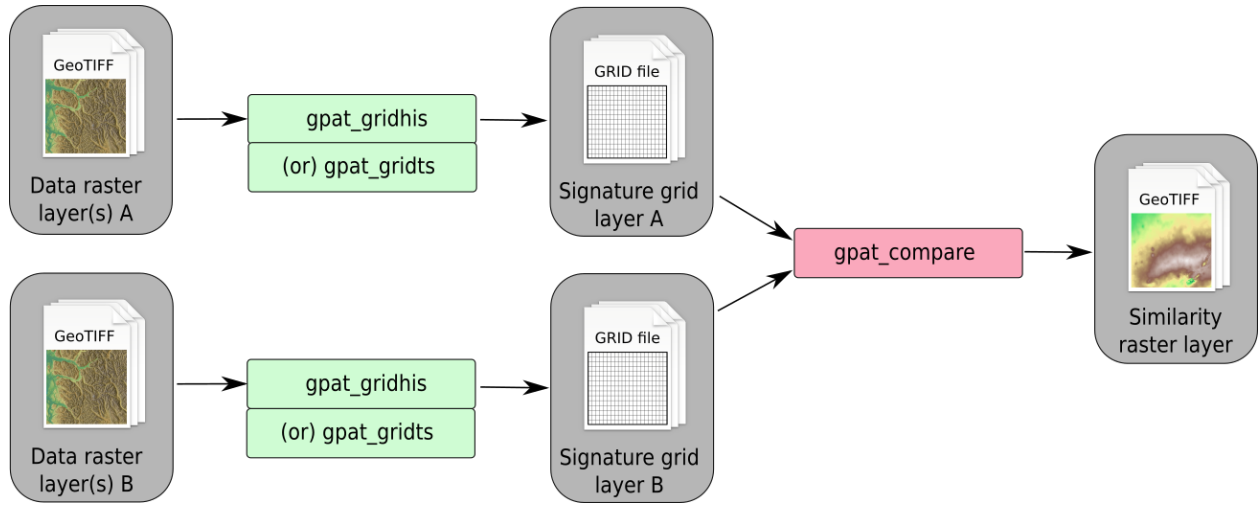 GeoTIFF
Data raster
layer(s) A
gpat_gridhis
(or) gpat_gridts
GRID file
Signature grid
layer A
GeoTIFF
Data raster
layer(s) B
gpat_gridhis
(or) gpat_gridts
GRID file
Signature grid
layer B
gpat_compare
GeoTIFF
Similarity
raster layer